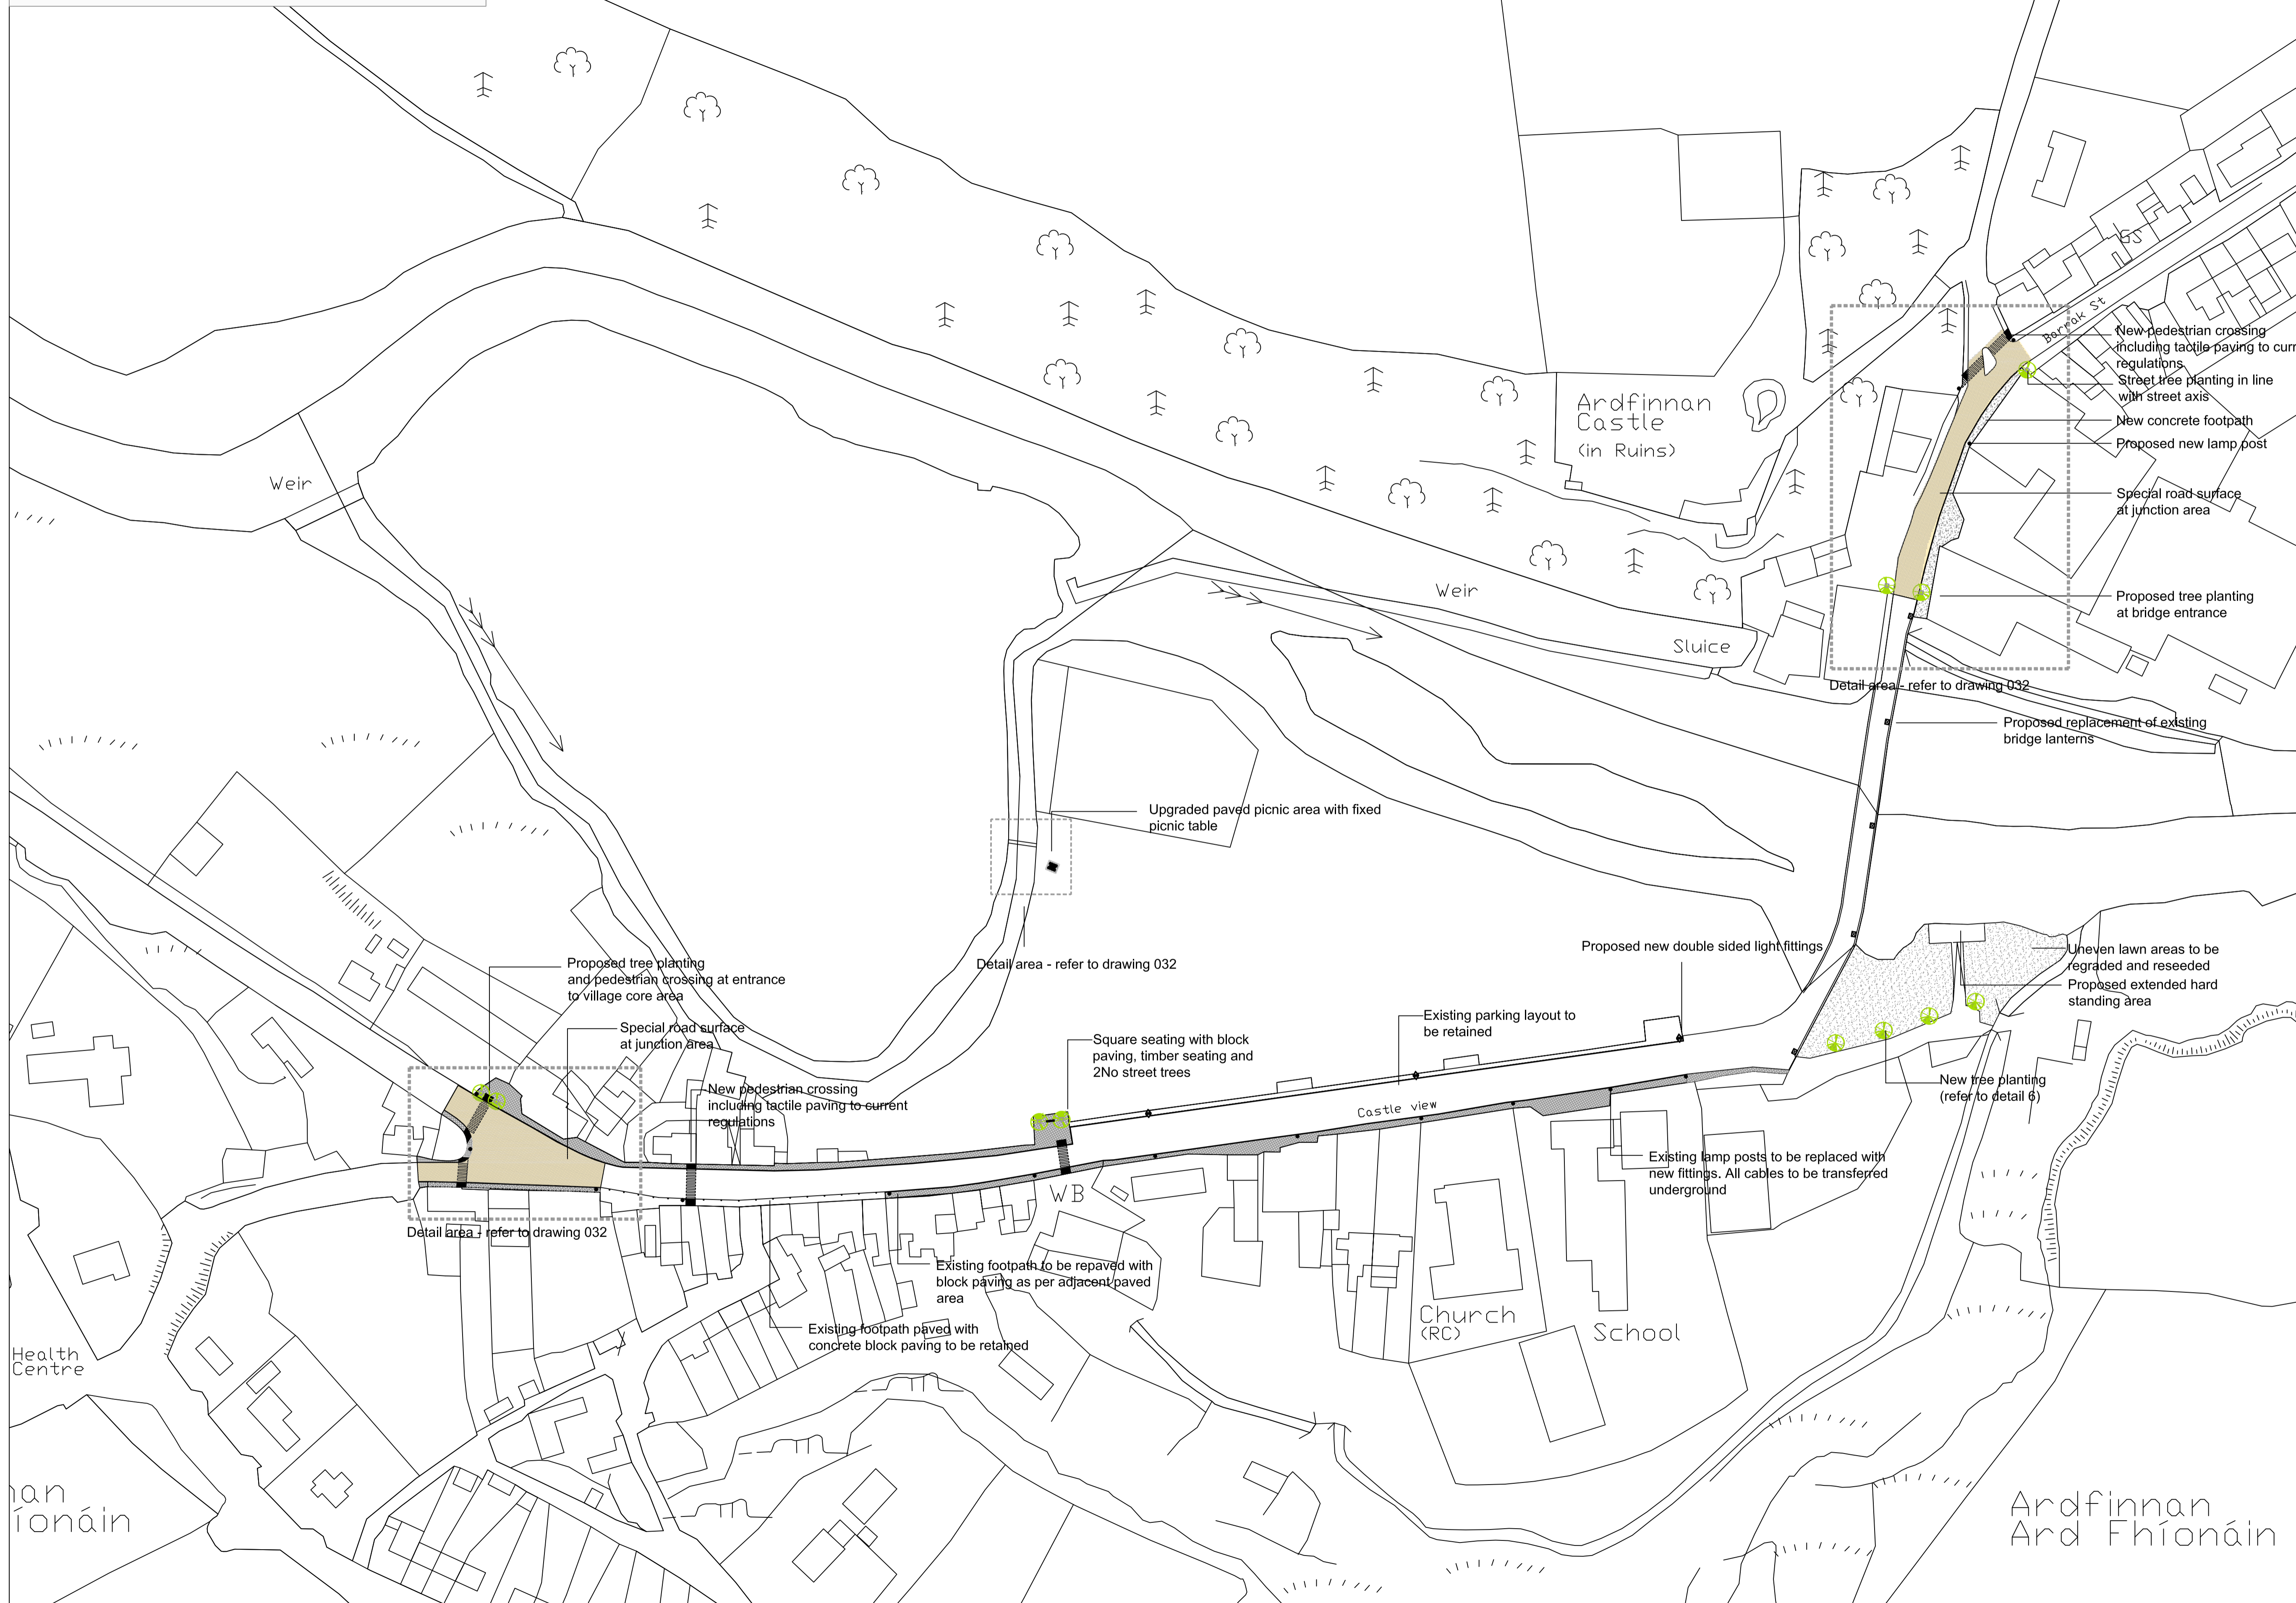 GS
Barrak St
New pedestrian crossing
including tactile paving to curr
regulations
Street tree planting in line
with street axis
Ardfinnan
Castle
(in Ruins)
New concrete footpath
Proposed new lamp post
Weir
Special road surface
at junction area
Weir
Proposed tree planting
at bridge entrance
Sluice
Detail area - refer to drawing 032
Proposed replacement of existing
bridge lanterns
Upgraded paved picnic area with fixed
picnic table
Proposed new double sided light fittings
Uneven lawn areas to be
regraded and reseeded
Proposed extended hard
standing area
Detail area - refer to drawing 032
Proposed tree planting
and pedestrian crossing at entrance
to village core area
Special road surface
at junction area
Existing parking layout to
be retained
Square seating with block
paving, timber seating and
2No street trees
New pedestrian crossing
including tactile paving to current
regulations
New tree planting
(refer to detail 6)
Castle view
Existing lamp posts to be replaced with
new fittings. All cables to be transferred
underground
WB
Detail area - refer to drawing 032
Existing footpath to be repaved with
block paving as per adjacent paved
area
Existing footpath paved with
concrete block paving to be retained
Church
(RC)
School
Health
Centre
nan
íonáin
Ardfinnan
Ard Fhíonáin